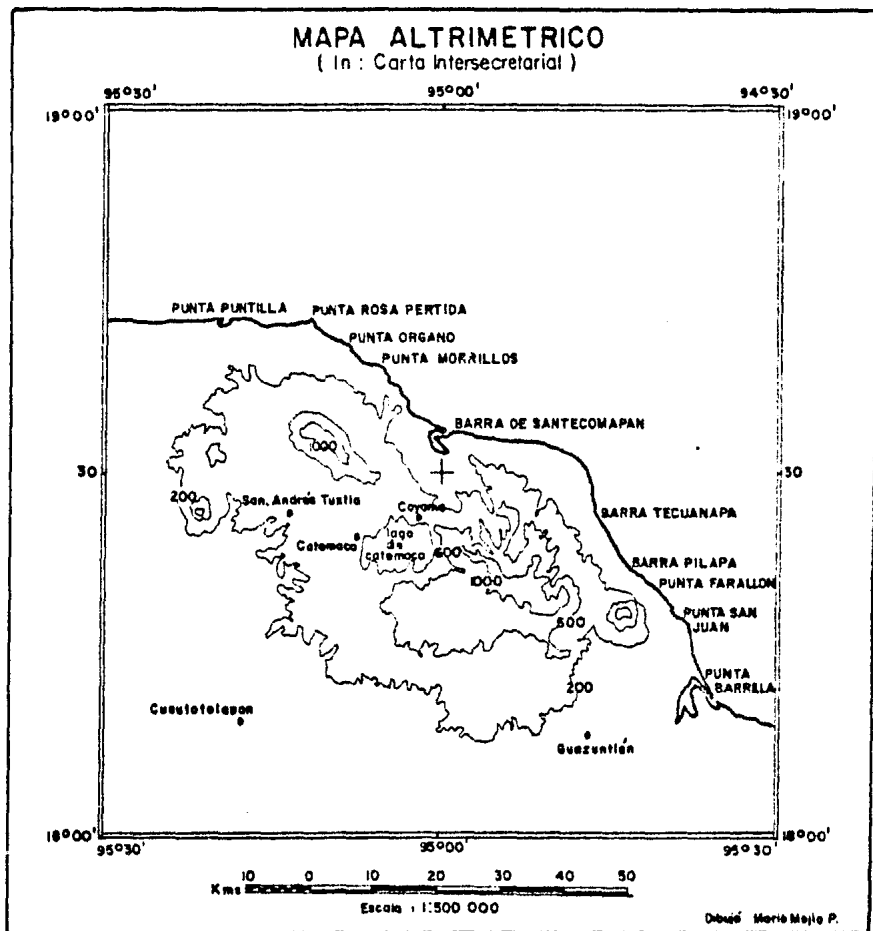 MAPA ALTRIMETRICO
( In : Carta Intersecretarial )
95°30' 95°00' 94°30'
19°00' 19°00'
PUNTA PUNTILLA PUNTA ROSA PERTIDA
PUNTA ORGANO
PUNTA MORRILLOS
BARRA DE SANTECOMAPAN
1000
30 30
200 San. Andrés Tuxtla
Coyame
BARRA TECUANAPA
Catemaco lago
de
catemaco 600
BARRA PILAPA
1000 PUNTA FARALLON
600 PUNTA SAN
JUAN
PUNTA
BARRILLA
200
Guazuntlán
18°00' 18°00'
95°30' 95°00' 95°30'
10 0 10 20 30 40 50
Kms
Escala : 1:500 000
Dibujó Mario Mejía P.